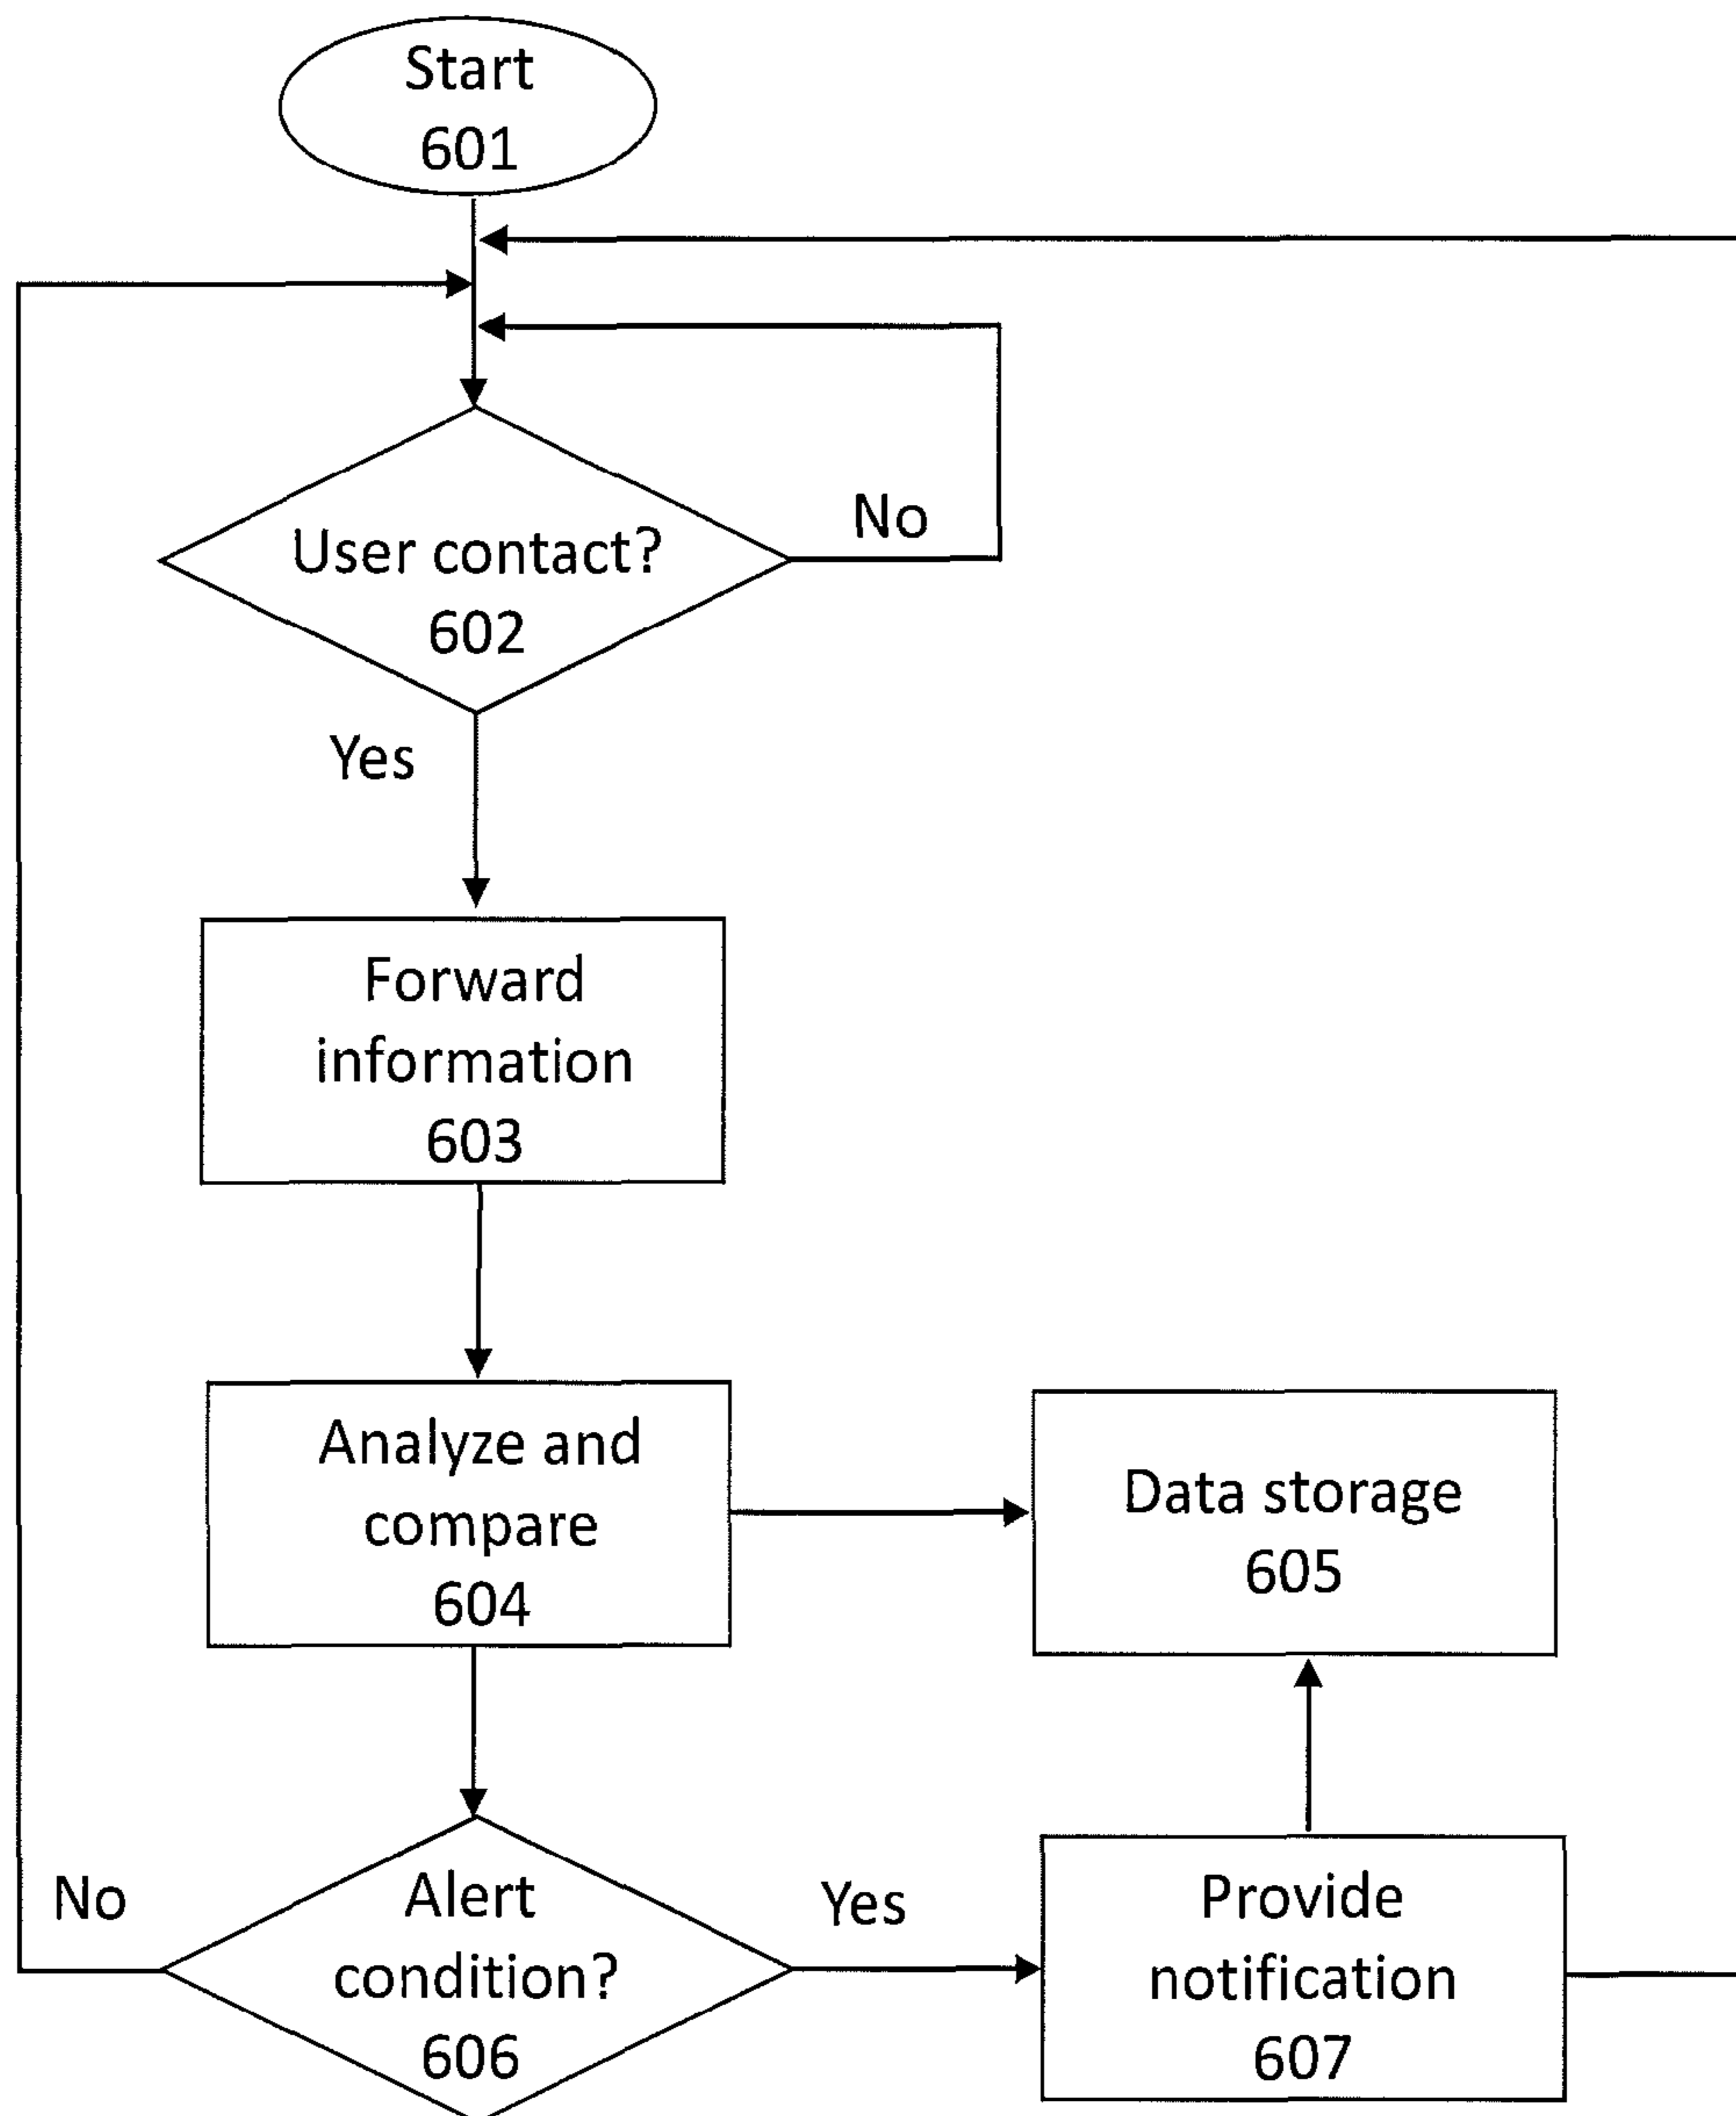 Start
601
User contact?
602
No
Yes
Forward
information
603
Analyze and
compare
604
Data storage
605
No
Alert
condition?
606
Yes
Provide
notification
607